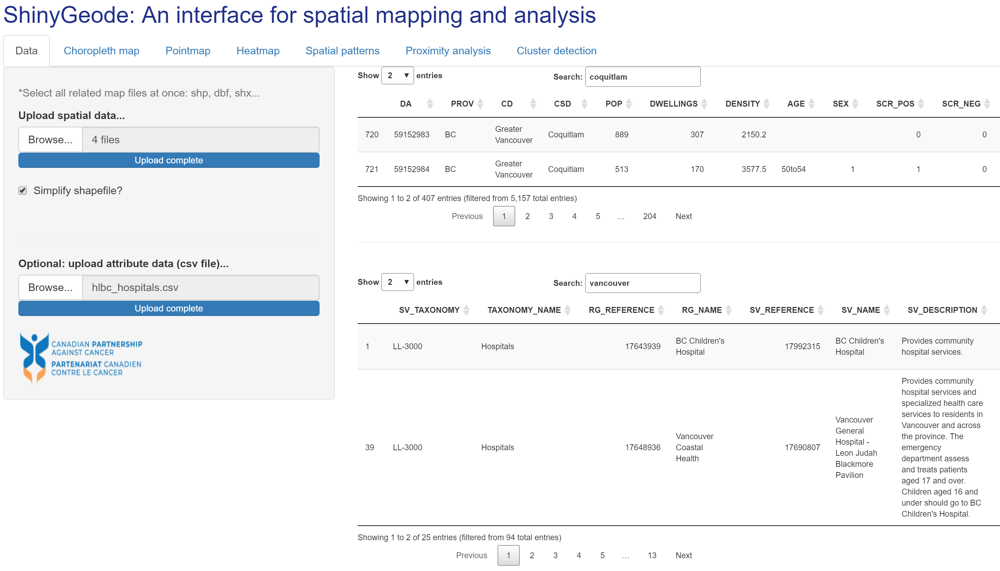 ShinyGeode: An interface for spatial mapping and analysis
Data Choropleth map Pointmap Heatmap Spatial patterns Proximity analysis Cluster detection
*Select all related map files at once: shp, dbf, shx...
Upload spatial data...
Browse... 4 files
Upload complete
Simplify shapefile?
Optional: upload attribute data (csv file)...
Browse... hlbc_hospitals.csv
Upload complete
CANADIAN PARTNERSHIP
AGAINST CANCER
PARTENARIAT CANADIEN
CONTRE LE CANCER
Show 2 entries Search: coquitlam
DA PROV CD CSD POP DWELLINGS DENSITY AGE SEX SCR_POS SCR_NEG
720 59152983 BC Greater Vancouver Coquitlam 889 307 2150.2 0 0
721 59152984 BC Greater Vancouver Coquitlam 513 170 3577.5 50to54 1 1 0
Showing 1 to 2 of 407 entries (filtered from 5,157 total entries)
Previous 1 2 3 4 5 … 204 Next
Show 2 entries Search: vancouver
SV_TAXONOMY TAXONOMY_NAME RG_REFERENCE RG_NAME SV_REFERENCE SV_NAME SV_DESCRIPTION
1 LL-3000 Hospitals 17643939 BC Children's Hospital 17992315 BC Children's Hospital Provides community hospital services.
39 LL-3000 Hospitals 17648936 Vancouver Coastal Health 17690807 Vancouver General Hospital - Leon Judah Blackmore Pavilion Provides community hospital services and specialized health care services to residents in Vancouver and across the province. The emergency department assess and treats patients aged 17 and over. Children aged 16 and under should go to BC Children's Hospital.
Showing 1 to 2 of 25 entries (filtered from 94 total entries)
Previous 1 2 3 4 5 … 13 Next